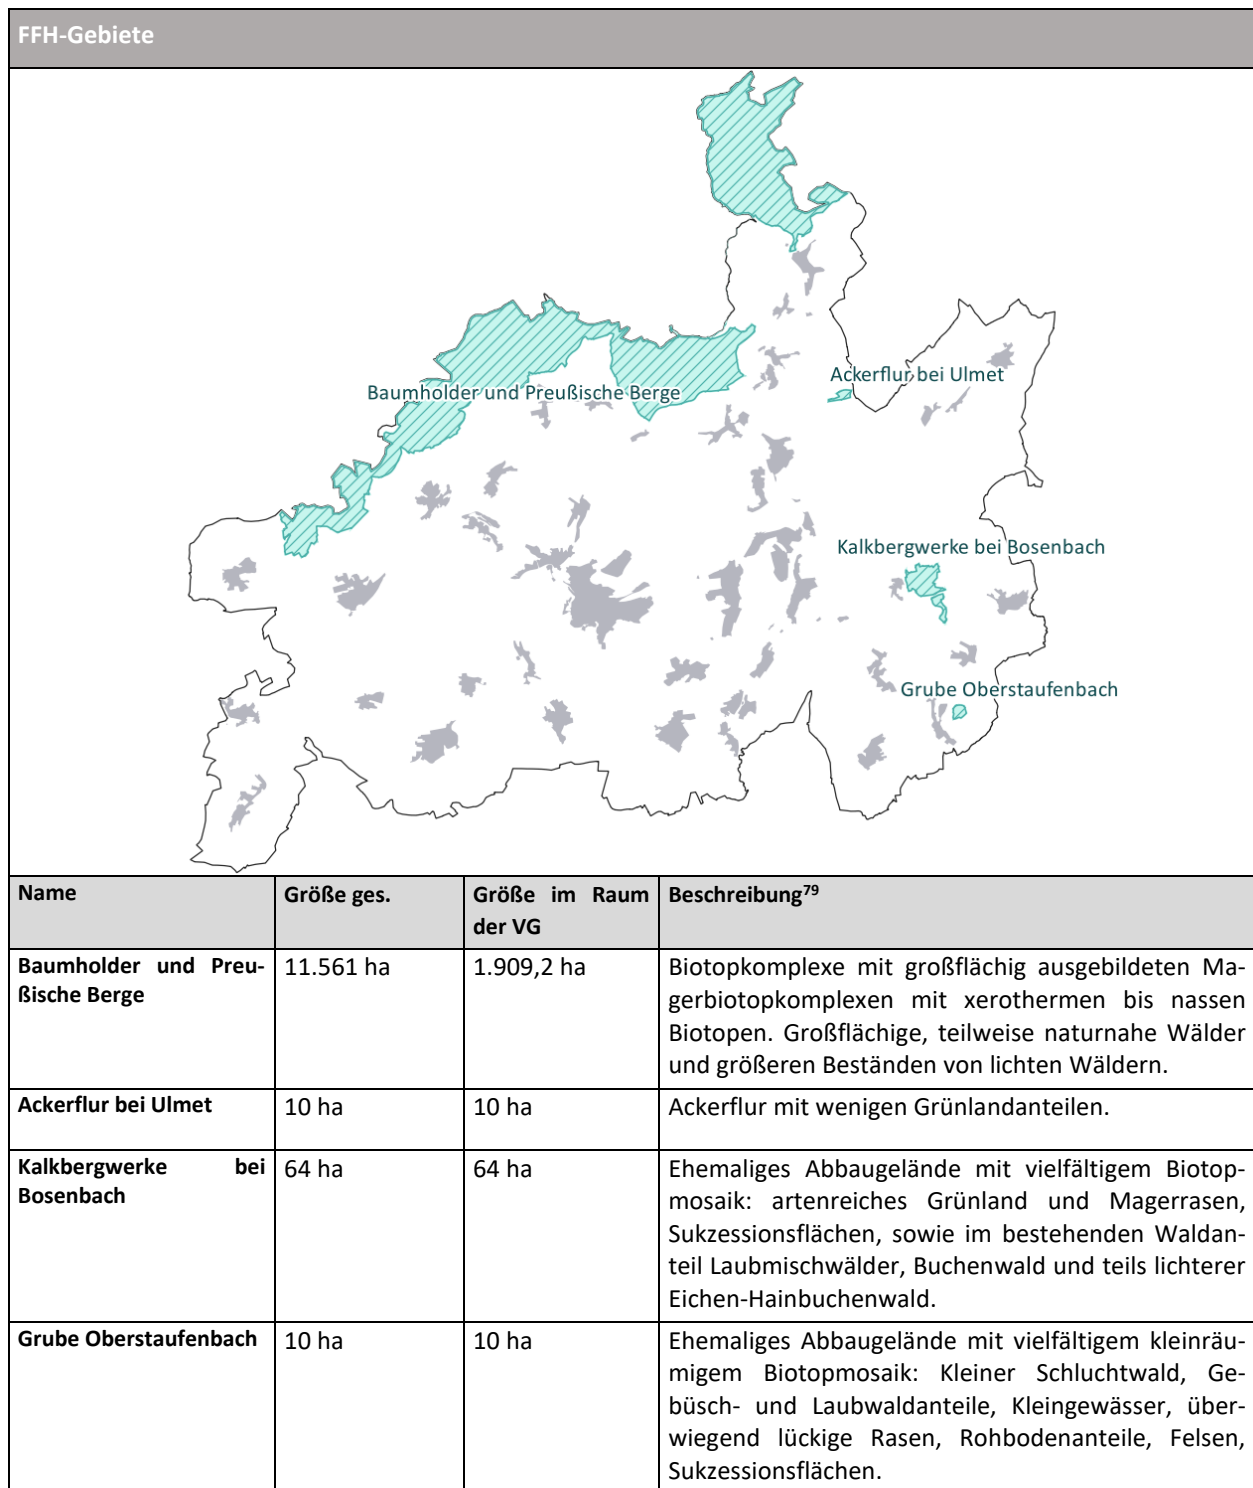 FFH-Gebiete
Baumholder und Preußische Berge
Ackerflur bei Ulmet
Kalkbergwerke bei Bosenbach
Grube Oberstaufenbach
Name
Größe ges.
Größe im Raum
der VG
Beschreibung79
Baumholder und Preu-
ßische Berge
11.561 ha
1.909,2 ha
Biotopkomplexe mit großflächig ausgebildeten Ma-
gerbiotopkomplexen mit xerothermen bis nassen
Biotopen. Großflächige, teilweise naturnahe Wälder
und größeren Beständen von lichten Wäldern.
Ackerflur bei Ulmet
10 ha
10 ha
Ackerflur mit wenigen Grünlandanteilen.
Kalkbergwerke bei
Bosenbach
64 ha
64 ha
Ehemaliges Abbaugelände mit vielfältigem Biotop-
mosaik: artenreiches Grünland und Magerrasen,
Sukzessionsflächen, sowie im bestehenden Waldan-
teil Laubmischwälder, Buchenwald und teils lichterer
Eichen-Hainbuchenwald.
Grube Oberstaufenbach
10 ha
10 ha
Ehemaliges Abbaugelände mit vielfältigem kleinräu-
migem Biotopmosaik: Kleiner Schluchtwald, Ge-
büsch- und Laubwaldanteile, Kleingewässer, über-
wiegend lückige Rasen, Rohbodenanteile, Felsen,
Sukzessionsflächen.